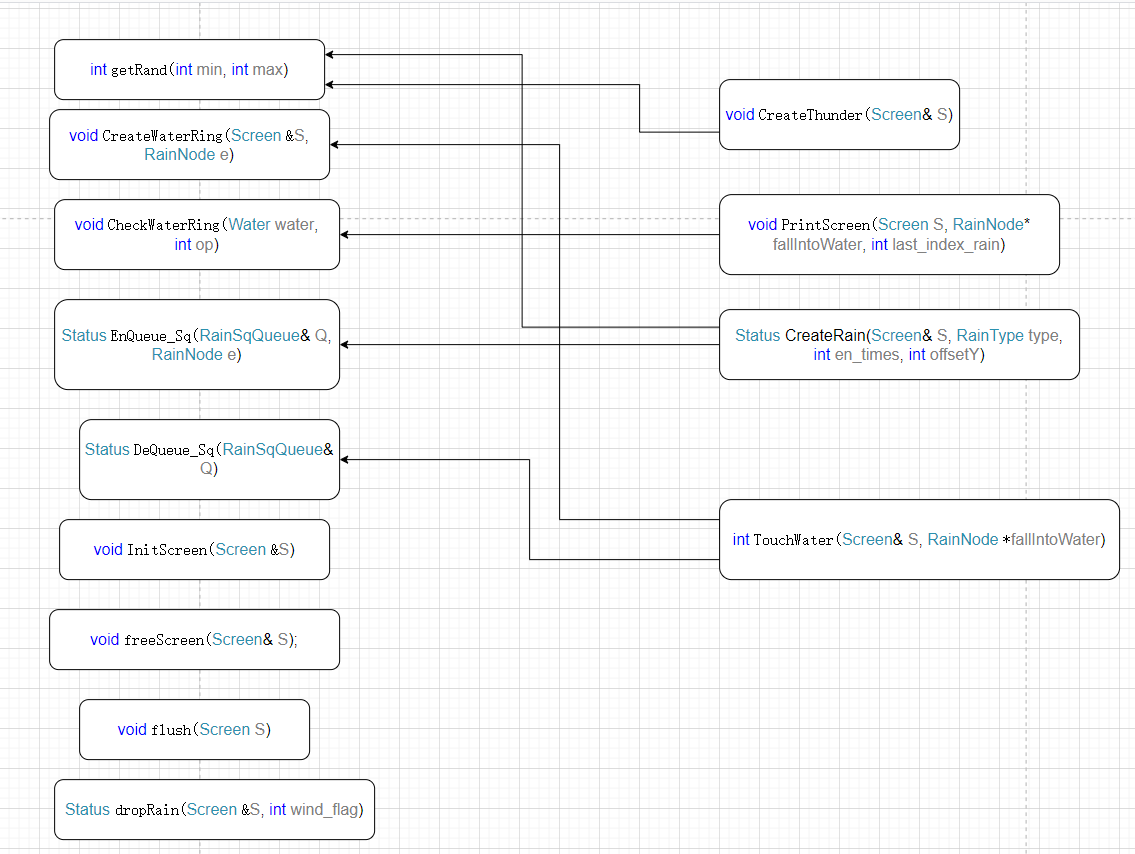 int getRand(int min, int max)
void CreateWaterRing(Screen &S,
RainNode e)
void CheckWaterRing(Water water,
int op)
Status EnQueue_Sq(RainSqQueue& Q,
RainNode e)
Status DeQueue_Sq(RainSqQueue&
Q)
void InitScreen(Screen &S)
void freeScreen(Screen& S);
void flush(Screen S)
Status dropRain(Screen &S, int wind_flag)
void CreateThunder(Screen& S)
void PrintScreen(Screen S, RainNode*
fallIntoWater, int last_index_rain)
Status CreateRain(Screen& S, RainType type,
int en_times, int offsetY)
int TouchWater(Screen& S, RainNode *fallIntoWater)